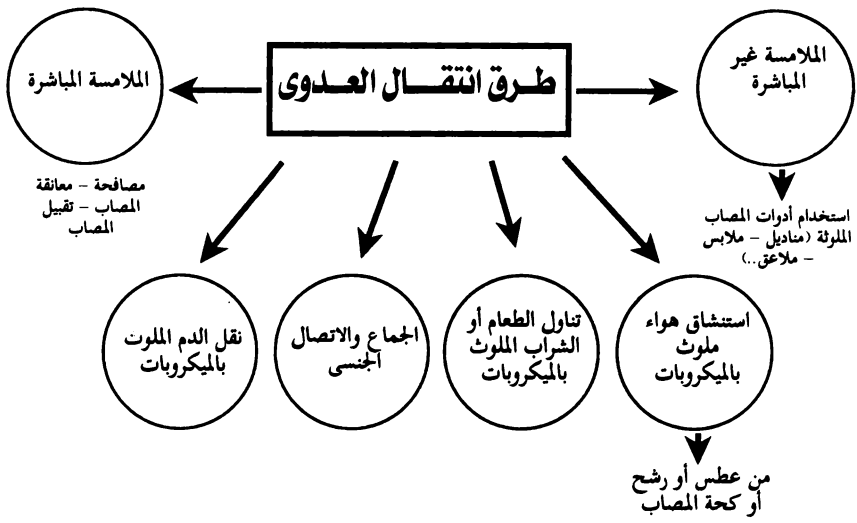 طرق انتقال العدوى
الملامسة غير
المباشرة
استخدام أدوات المصاب
الملوثة (مناديل – ملابس
– ملاعق..)
الملامسة المباشرة
مصافحة – معانقة
المصاب – تقبيل
المصاب
استنشاق هواء
ملوث
بالميكروبات
من عطس أو رشح
أو كحة المصاب
تناول الطعام أو
الشراب الملوث
بالميكروبات
الجماع والاتصال
الجنسى
نقل الدم الملوث
بالميكروبات